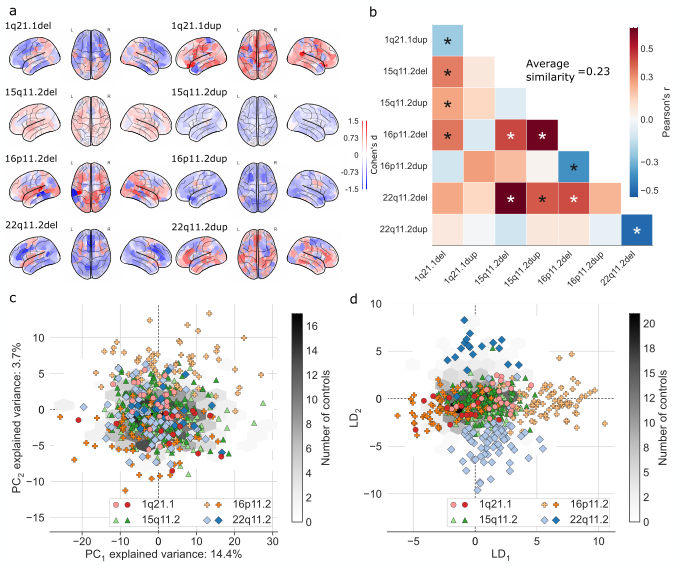 a
1q21.1del
L
R
1q21.1dup
L
R
15q11.2del
L
R
15q11.2dup
L
R
16p11.2del
L
R
16p11.2dup
L
R
22q11.2del
L
R
22q11.2dup
L
R
1.5
0.73
0
-0.73
-1.5
Cohen's d
b
1q21.1dup
15q11.2del
15q11.2dup
16p11.2del
16p11.2dup
22q11.2del
22q11.2dup
* * * * * * * * * * * *
Average
similarity =0.23
1q21.1del
1q21.1dup
15q11.2del
15q11.2dup
16p11.2del
16p11.2dup
22q11.2del
0.5
0.3
0.0
−0.3
−0.5
Pearson's r
c
PC2 explained variance: 3.7%
10
5
0
−5
−10
−15
−20
−10
0
10
20
30
PC1 explained variance: 14.4%
1q21.1
16p11.2
15q11.2
22q11.2
16
14
12
10
8
6
4
2
0
Number of controls
d
LD2
10
5
0
−5
−10
−5
0
5
10
LD1
1q21.1
16p11.2
15q11.2
22q11.2
20
18
16
14
12
10
8
6
4
2
0
Number of controls